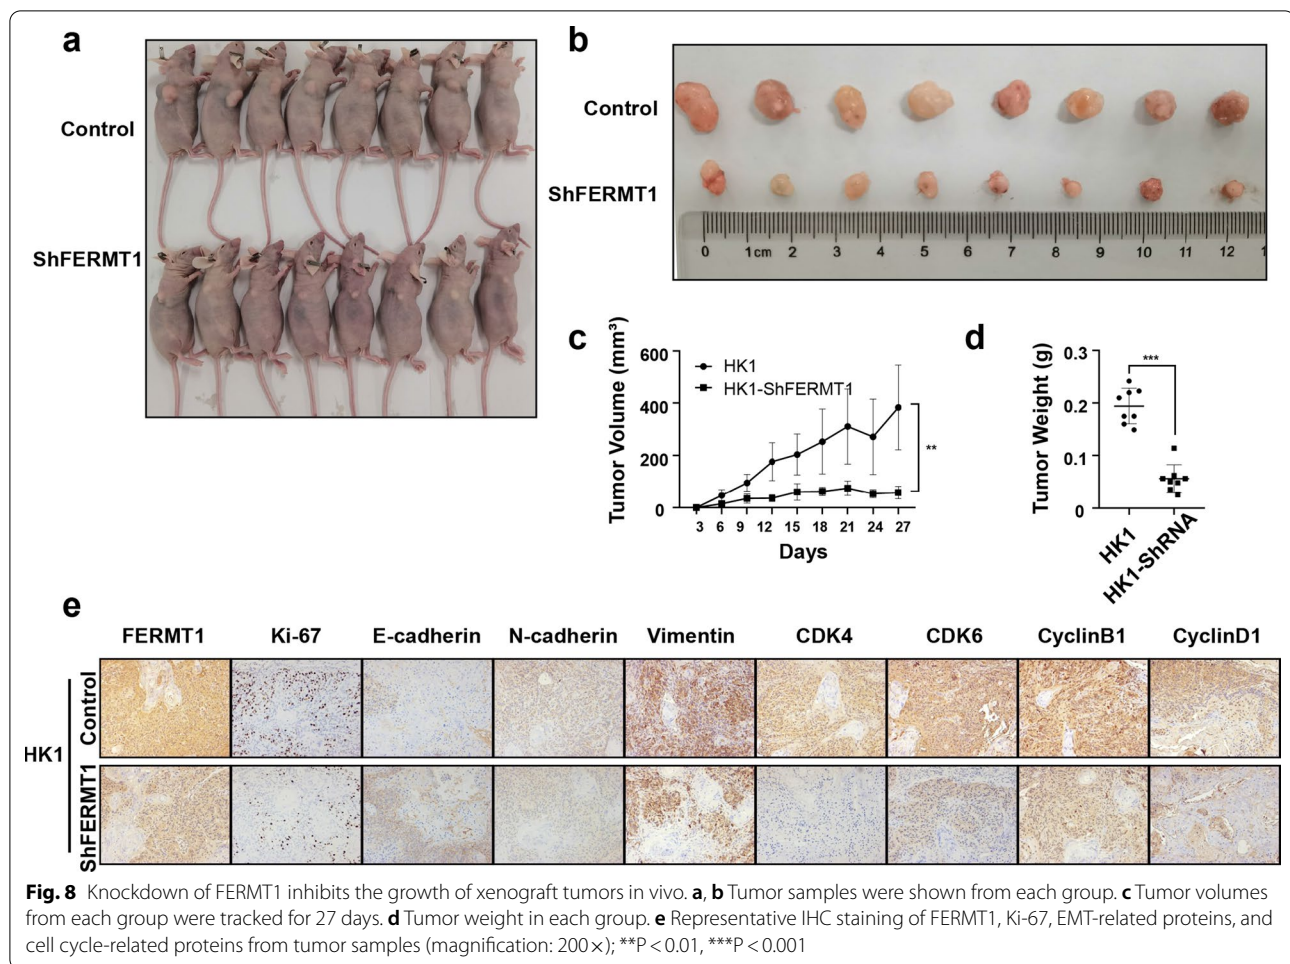 a
b
Control
ShFERMT1
Control
ShFERMT1
0 1cm 2 3 4 5 6 7 8 9 10 11 12 1
c
Tumor Volume (mm³)
600
400
200
0
HK1
HK1-ShFERMT1
**
3 6 9 12 15 18 21 24 27
Days
d
Tumor Weight (g)
0.3
0.2
0.1
0
***
HK1
HK1-ShRNA
e
FERMT1 Ki-67 E-cadherin N-cadherin Vimentin CDK4 CDK6 CyclinB1 CyclinD1
HK1
Control
ShFERMT1
Fig. 8 Knockdown of FERMT1 inhibits the growth of xenograft tumors in vivo. a, b Tumor samples were shown from each group. c Tumor volumes
from each group were tracked for 27 days. d Tumor weight in each group. e Representative IHC staining of FERMT1, Ki-67, EMT-related proteins, and
cell cycle-related proteins from tumor samples (magnification: 200×); **P < 0.01, ***P < 0.001